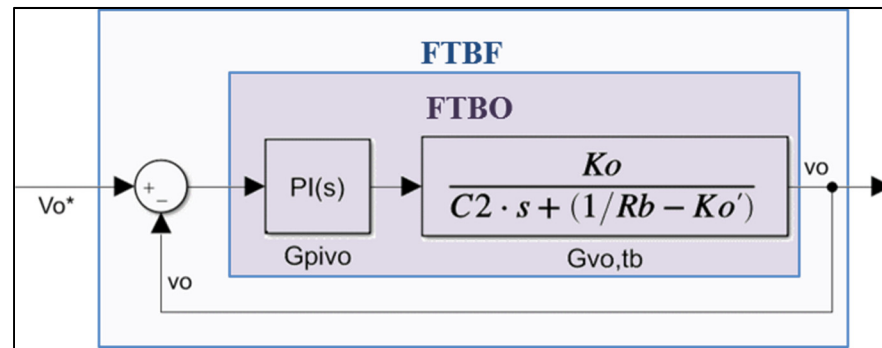 FTBF
FTBO
Vo*
+
−
PI(s)
Gpivo
Ko
C2 · s + (1/Rb − Ko′)
Gvo,tb
vo
vo